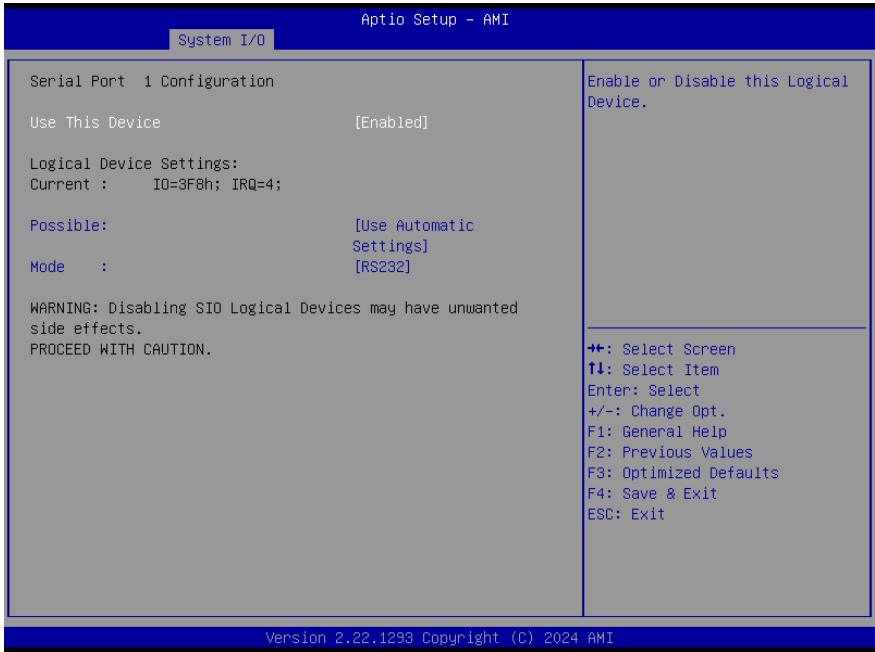 Aptio Setup – AMI
System I/O
Serial Port 1 Configuration
Use This Device [Enabled]
Logical Device Settings:
Current : IO=3F8h; IRQ=4;
Possible: [Use Automatic
Settings]
Mode : [RS232]
WARNING: Disabling SIO Logical Devices may have unwanted
side effects.
PROCEED WITH CAUTION.
Enable or Disable this Logical
Device.
→←: Select Screen
↑↓: Select Item
Enter: Select
+/-: Change Opt.
F1: General Help
F2: Previous Values
F3: Optimized Defaults
F4: Save & Exit
ESC: Exit
Version 2.22.1293 Copyright (C) 2024 AMI